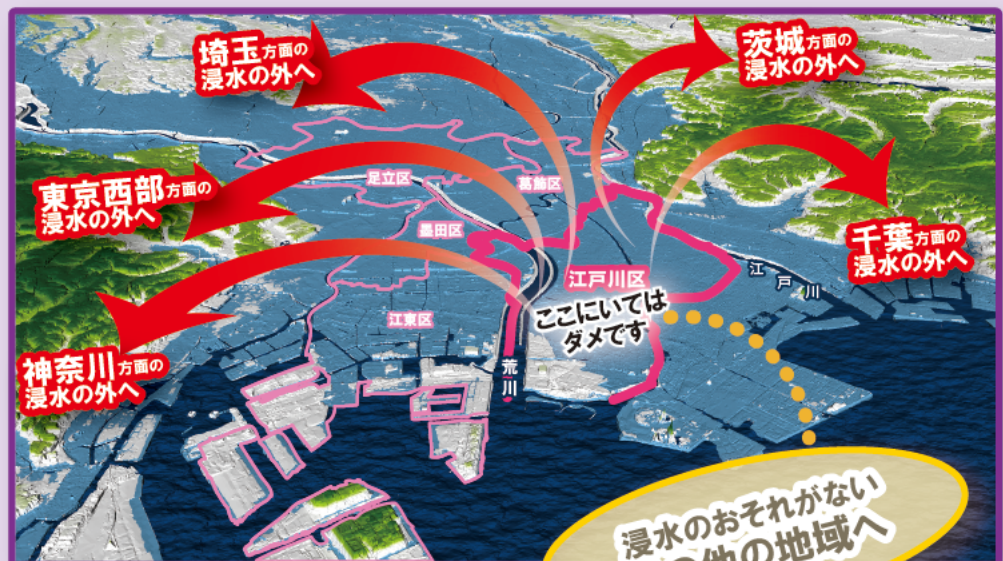 埼玉方面の
浸水の外へ
茨城方面の
浸水の外へ
東京西部方面の
浸水の外へ
足立区
葛飾区
墨田区
千葉方面の
浸水の外へ
江戸川区
ここにいては
ダメです
江戸川
江東区
荒川
神奈川方面の
浸水の外へ
浸水のおそれがない
の他の地域へ